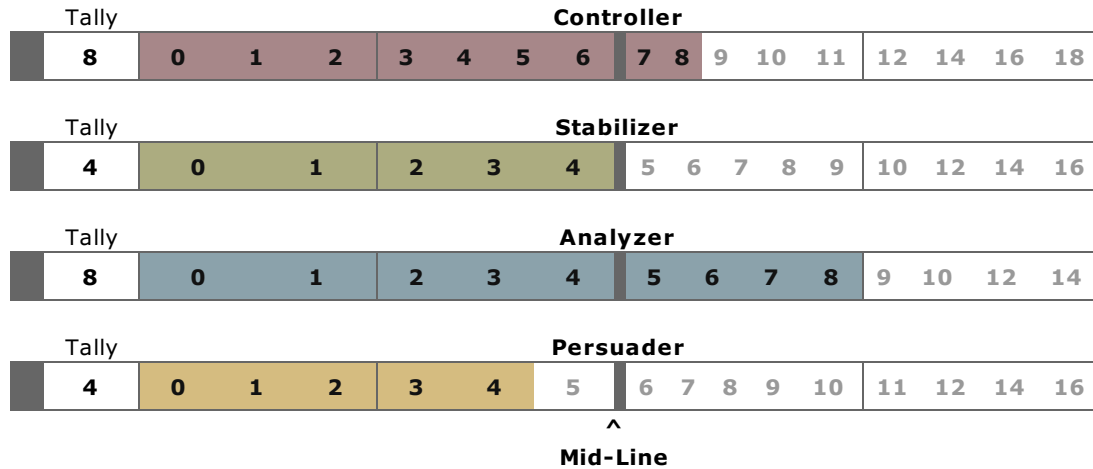 Tally Controller
8 0 1 2 3 4 5 6 7 8 9 10 11 12 14 16 18
Tally Stabilizer
4 0 1 2 3 4 5 6 7 8 9 10 12 14 16
Tally Analyzer
8 0 1 2 3 4 5 6 7 8 9 10 12 14
Tally Persuader
4 0 1 2 3 4 5 6 7 8 9 10 11 12 14 16
^
Mid-Line